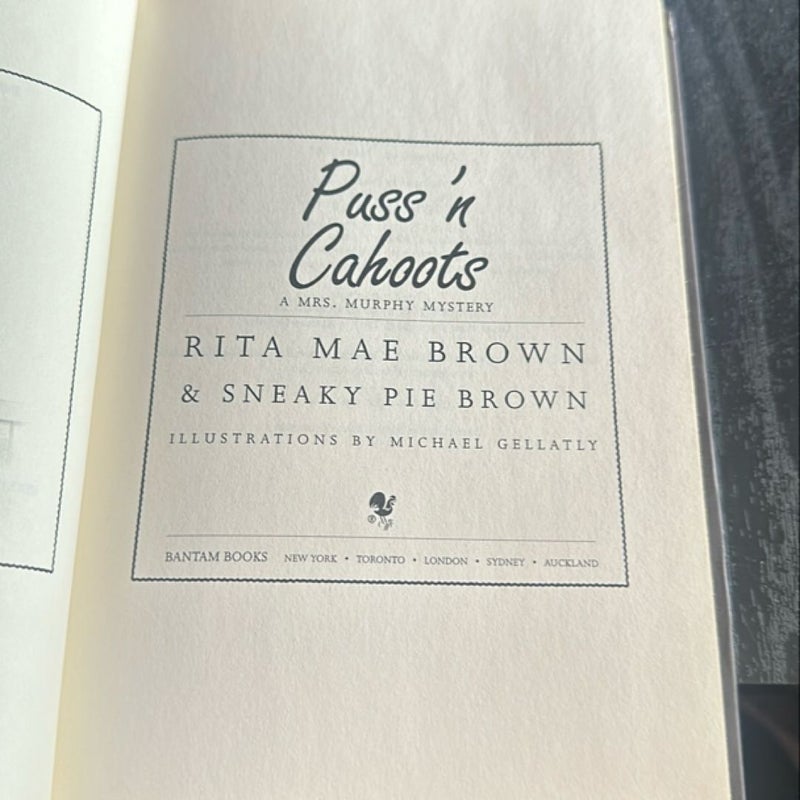 Puss 'n
Cahoots
A MRS. MURPHY MYSTERY
RITA MAE BROWN
& SNEAKY PIE BROWN
ILLUSTRATIONS BY MICHAEL GELLATLY
®
BANTAM BOOKS NEW YORK • TORONTO • LONDON • SYDNEY • AUCKLAND